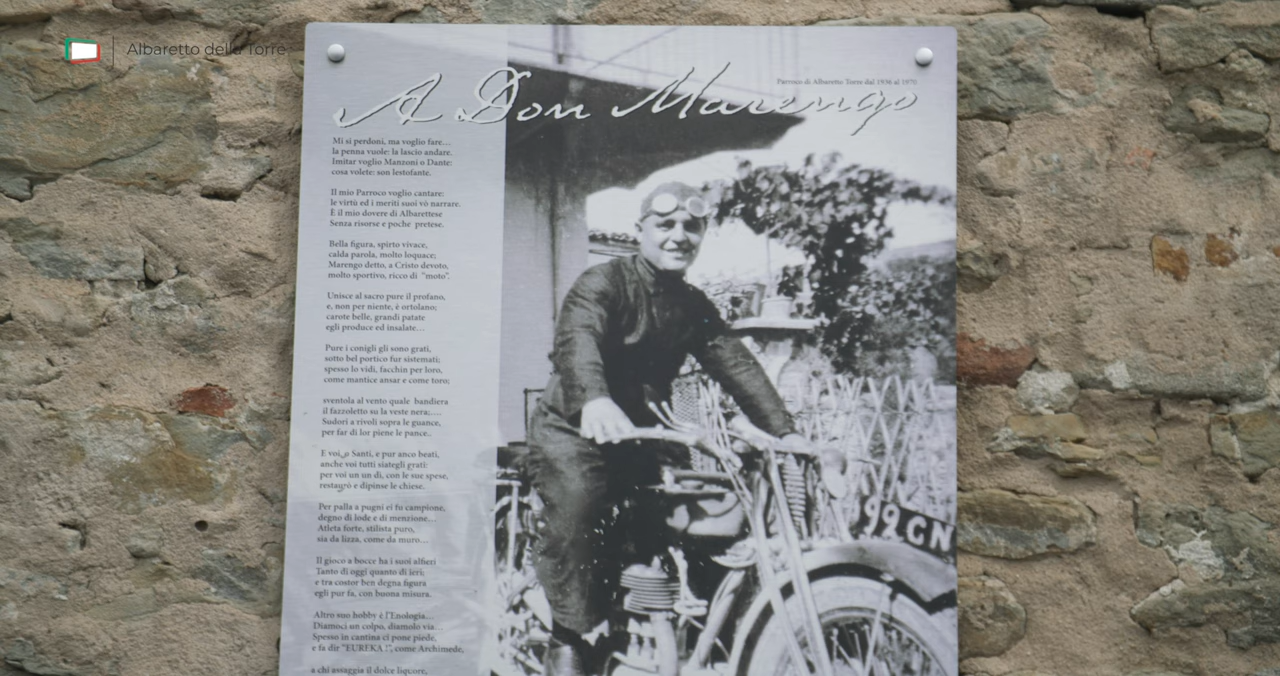 Albaretto della Torre
A Don Marengo
Parroco di Albaretto Torre dal 1936 al 1970
Mi si perdoni, ma voglio fare…
la penna vuole: la lascio andare.
Imitar voglio Manzoni o Dante:
cosa volete: son lestofante.
Il mio Parroco voglio cantare:
le virtù ed i meriti suoi vò narrare.
È il mio dovere di Albarettese
Senza risorse e poche pretese.
Bella figura, spirto vivace,
calda parola, molto loquace;
Marengo detto, a Cristo devoto,
molto sportivo, ricco di "moto".
Unisce al sacro pure il profano,
e, non per niente, è ortolano;
carote belle, grandi patate
egli produce ed insalate…
Pure i conigli gli sono grati,
sotto bel portico fur sistemati;
spesso lo vidi, facchin per loro,
come mantice ansar e come toro;
sventola al vento quale bandiera
il fazzoletto su la veste nera;….
Sudori a rivoli sopra le guance,
per far di lor piene le pance..
E voi, o Santi, e pur anco beati,
anche voi tutti siategli grati:
per voi un un dì, con le sue spese,
restaurò e dipinse le chiese.
Per palla a pugni ei fu campione,
degno di lode e di menzione…
Atleta forte, stilista puro,
sia da lizza, come da muro…
Il gioco a bocce ha i suoi alfieri
Tanto di oggi quanto di ieri;
e tra costor ben degna figura
egli pur fa, con buona misura.
Altro suo hobby è l'Enologia…
Diamoci un colpo, diamolo via…
Spesso in cantina ci pone piede,
e fa dir "EUREKA !", come Archimede,
a chi assaggia il dolce liqcore,
99CN